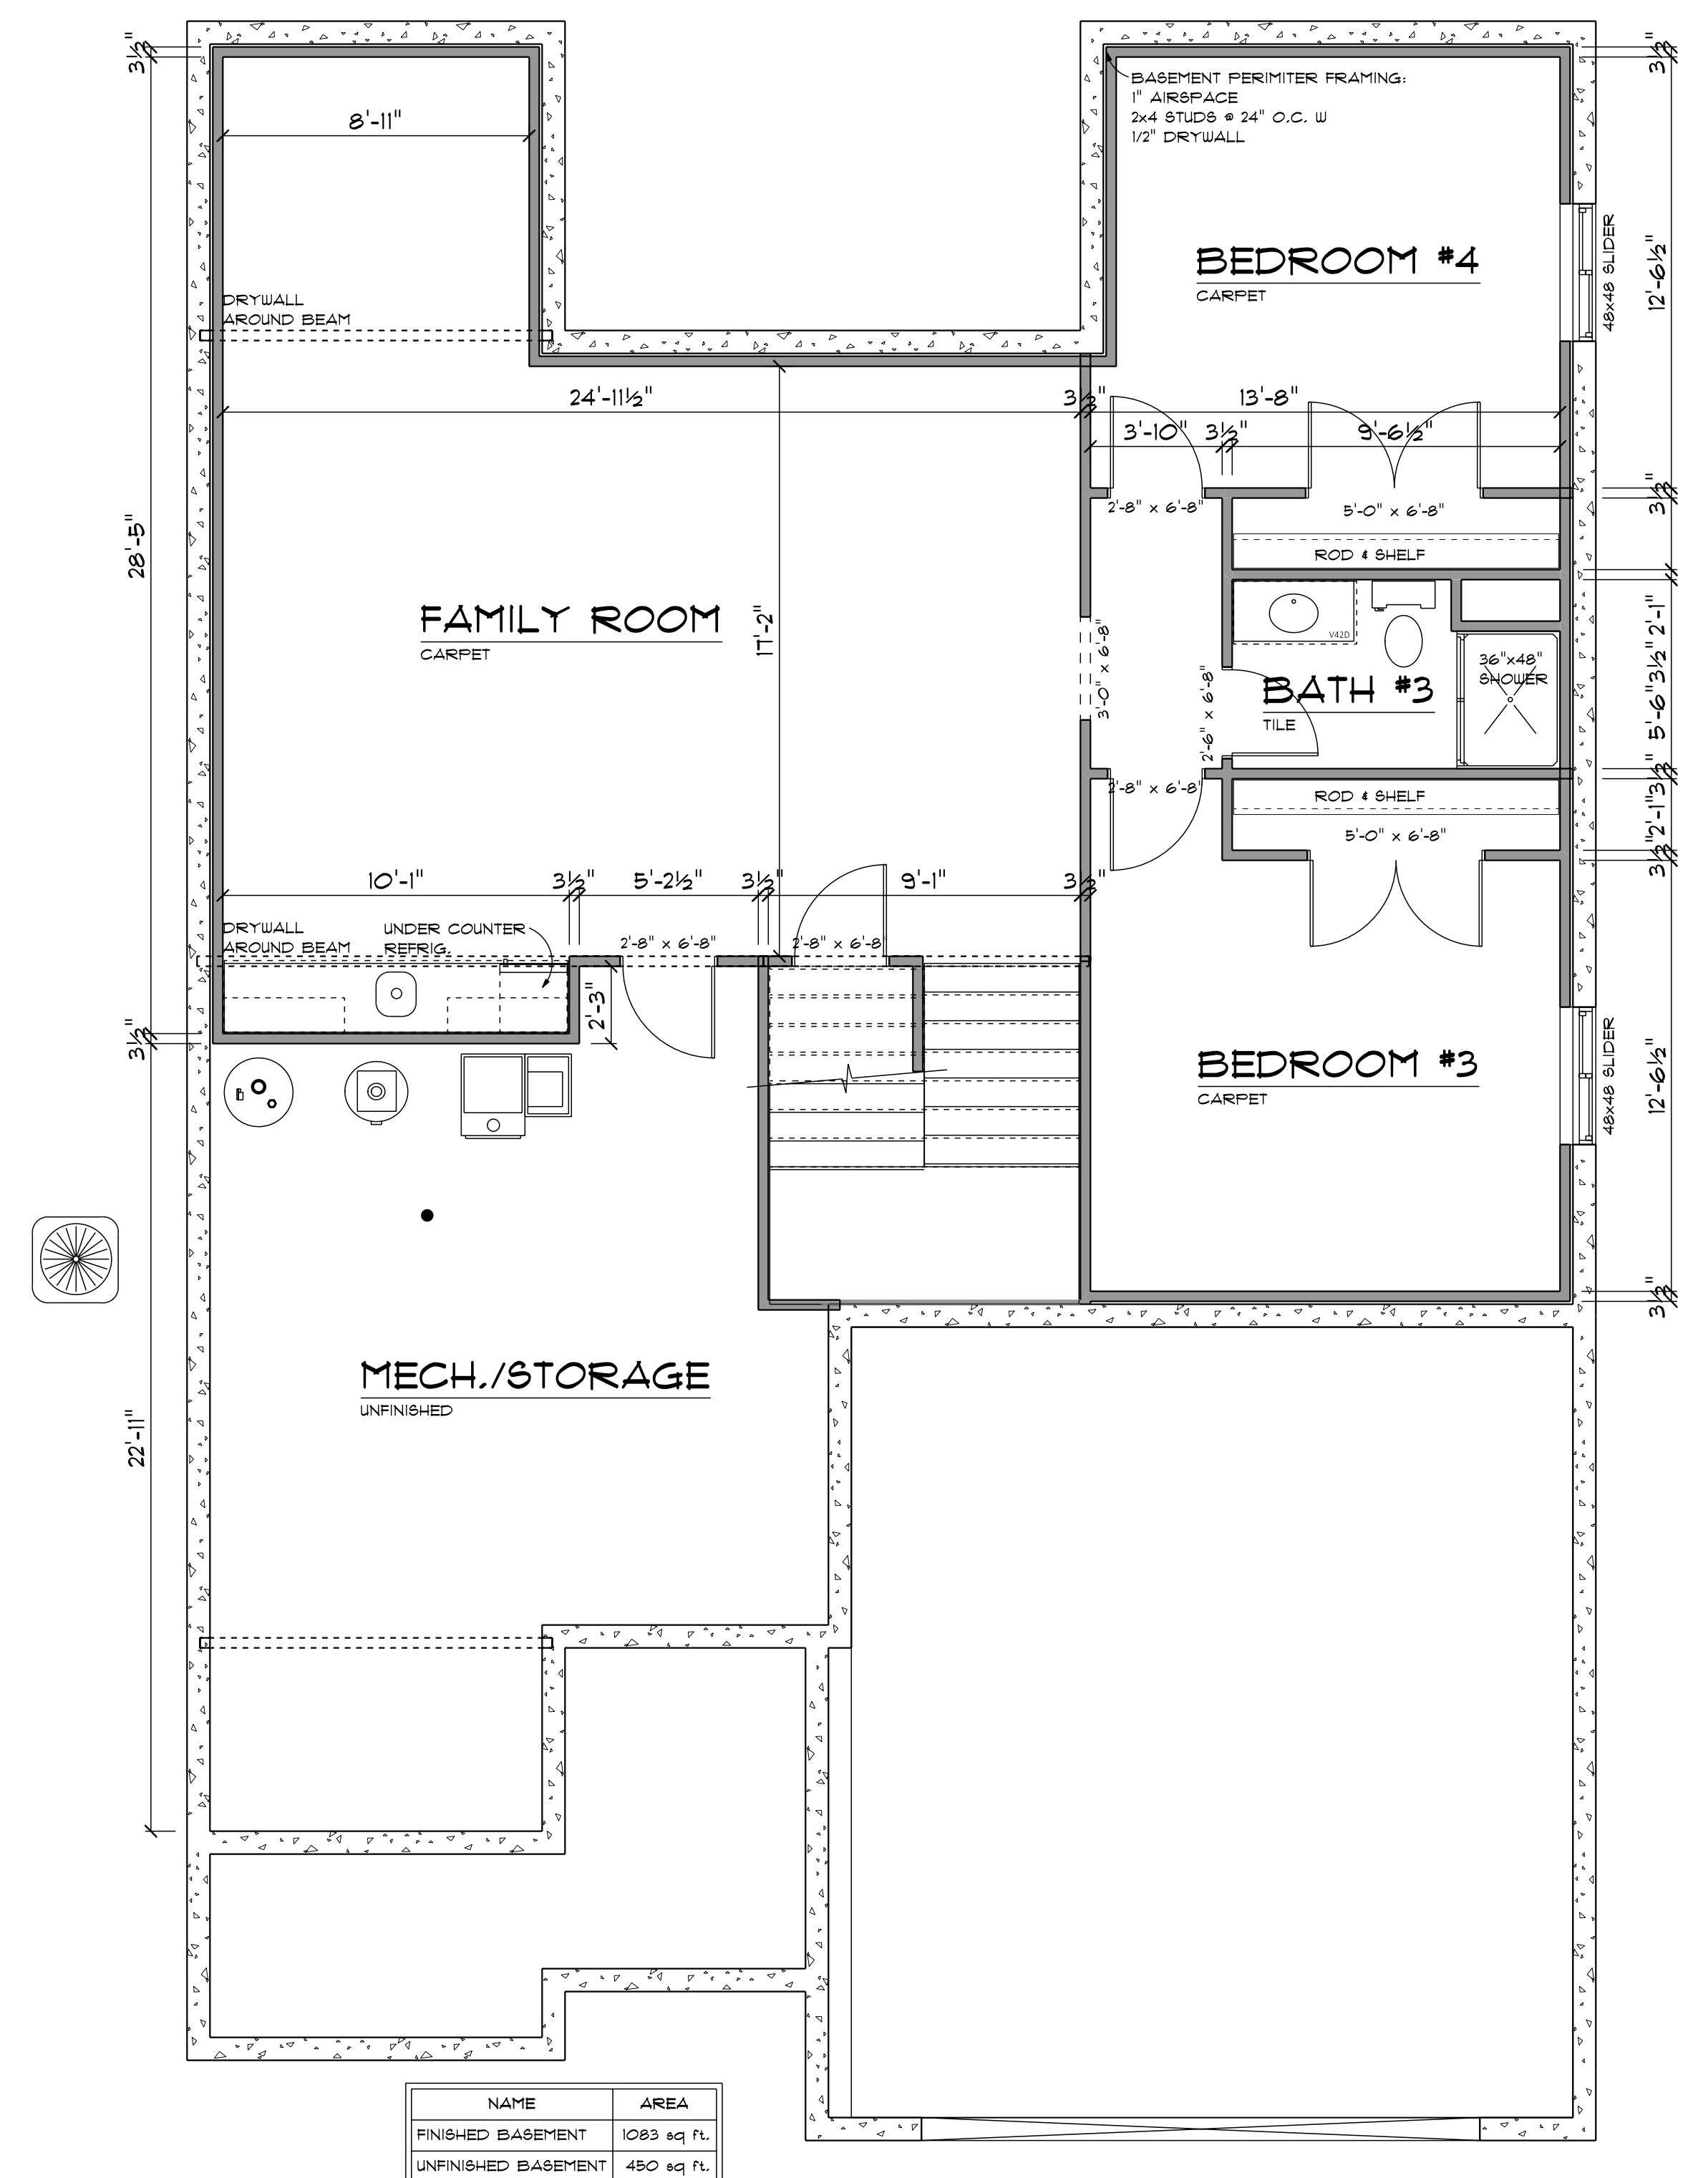 3½"
3½"
BASEMENT PERIMITER FRAMING:
1" AIRSPACE
2x4 STUDS @ 24" O.C. W
1/2" DRYWALL
8'-11"
BEDROOM #4
CARPET
48x48 SLIDER
12'-6½"
DRYWALL
AROUND BEAM
24'-11½"
3½"
13'-8"
3'-10"
3½"
9'-6½"
3½"
2'-8" x 6'-8"
5'-0" x 6'-8"
ROD & SHELF
28'-5"
FAMILY ROOM
CARPET
17'-2"
3'-0" x 6'-8"
V42D
2'-1"
3½"
36"x48"
SHOWER
BATH #3
TILE
2'-6" x 6'-8"
5'-6"
3½"
2'-8" x 6'-8"
ROD & SHELF
2'-1"
5'-0" x 6'-8"
3½"
10'-1"
3½"
5'-2½"
3½"
9'-1"
3½"
DRYWALL
AROUND BEAM
UNDER COUNTER
REFRIG.
2'-8" x 6'-8"
2'-8" x 6'-8"
2'-3"
3½"
BEDROOM #3
CARPET
48x48 SLIDER
12'-6½"
3½"
MECH./STORAGE
UNFINISHED
22'-11"
NAME AREA
FINISHED BASEMENT 1083 sq ft.
UNFINISHED BASEMENT 450 sq ft.